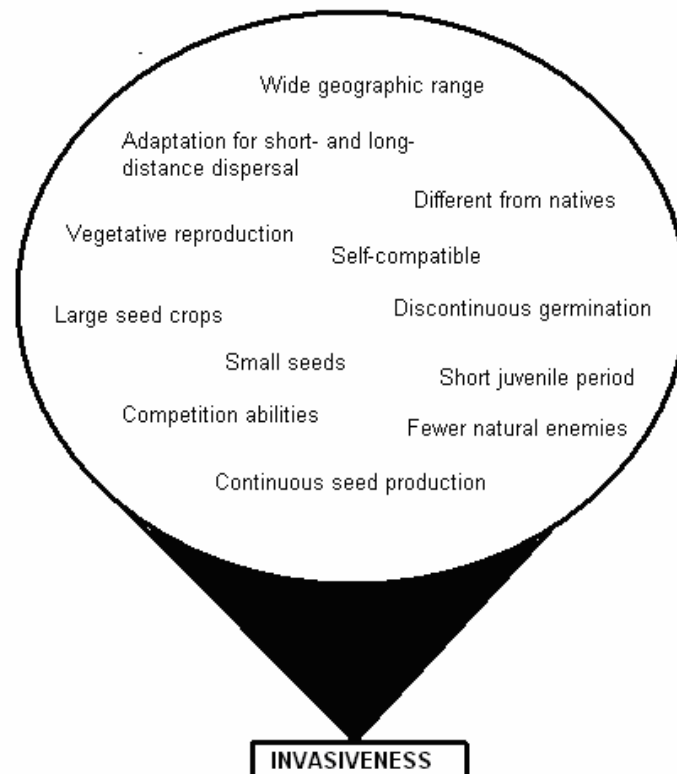 Wide geographic range
Adaptation for short- and long-
distance dispersal
Different from natives
Vegetative reproduction
Self-compatible
Discontinuous germination
Large seed crops
Small seeds
Short juvenile period
Competition abilities
Fewer natural enemies
Continuous seed production
INVASIVENESS